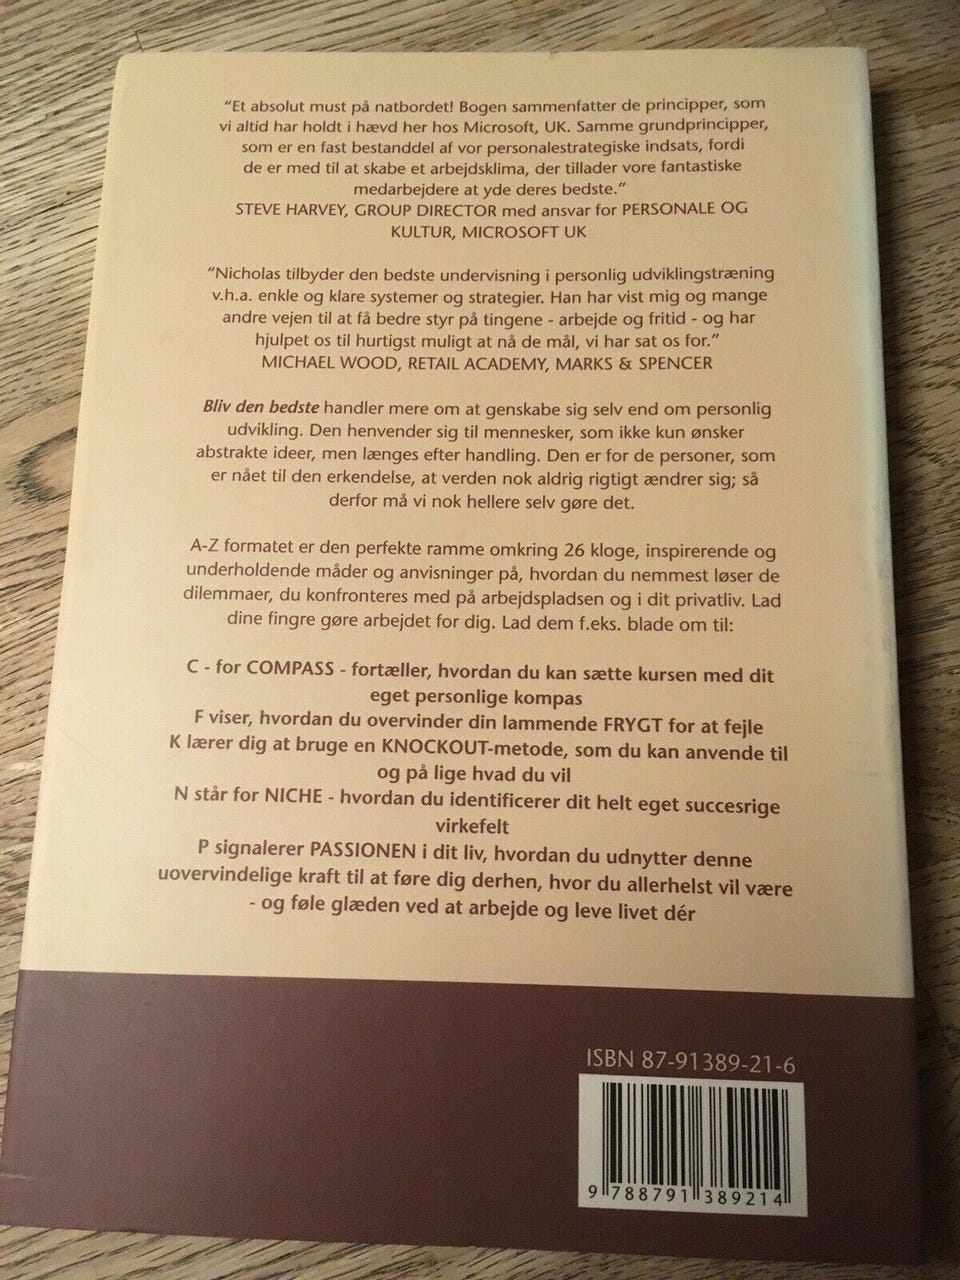 “Et absolut must på natbordet! Bogen sammenfatter de principper, som
vi altid har holdt i hævd her hos Microsoft, UK. Samme grundprincipper,
som er en fast bestanddel af vor personalestrategiske indsats, fordi
de er med til at skabe et arbejdsklima, der tillader vore fantastiske
medarbejdere at yde deres bedste.”
STEVE HARVEY, GROUP DIRECTOR med ansvar for PERSONALE OG
KULTUR, MICROSOFT UK
“Nicholas tilbyder den bedste undervisning i personlig udviklingstræning
v.h.a. enkle og klare systemer og strategier. Han har vist mig og mange
andre vejen til at få bedre styr på tingene - arbejde og fritid - og har
hjulpet os til hurtigst muligt at nå de mål, vi har sat os for.”
MICHAEL WOOD, RETAIL ACADEMY, MARKS & SPENCER
Bliv den bedste handler mere om at genskabe sig selv end om personlig
udvikling. Den henvender sig til mennesker, som ikke kun ønsker
abstrakte ideer, men længes efter handling. Den er for de personer, som
er nået til den erkendelse, at verden nok aldrig rigtigt ændrer sig; så
derfor må vi nok hellere selv gøre det.
A-Z formatet er den perfekte ramme omkring 26 kloge, inspirerende og
underholdende måder og anvisninger på, hvordan du nemmest løser de
dilemmaer, du konfronteres med på arbejdspladsen og i dit privatliv. Lad
dine fingre gøre arbejdet for dig. Lad dem f.eks. blade om til:
C - for COMPASS - fortæller, hvordan du kan sætte kursen med dit
eget personlige kompas
F viser, hvordan du overvinder din lammende FRYGT for at fejle
K lærer dig at bruge en KNOCKOUT-metode, som du kan anvende til
og på lige hvad du vil
N står for NICHE - hvordan du identificerer dit helt eget succesrige
virkefelt
P signalerer PASSIONEN i dit liv, hvordan du udnytter denne
uovervindelige kraft til at føre dig derhen, hvor du allerhelst vil være
- og føle glæden ved at arbejde og leve livet dér
ISBN 87-91389-21-6
9 788791 389214